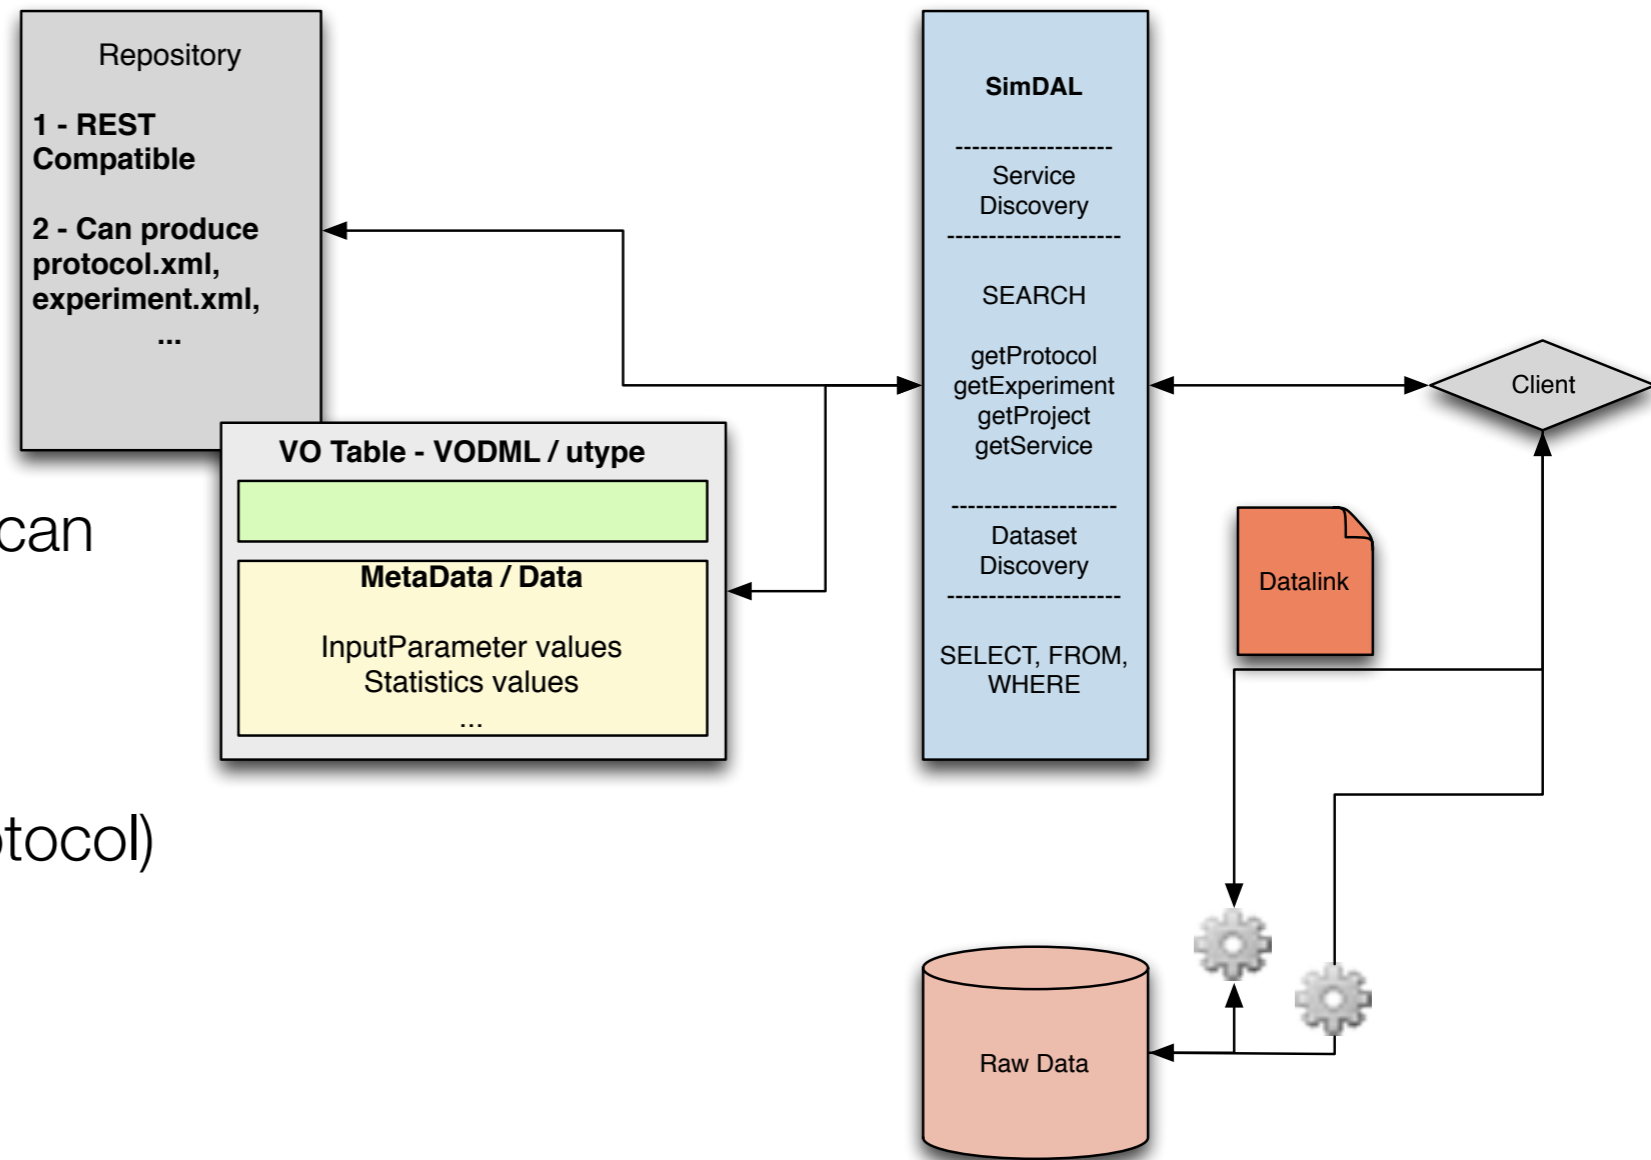 Repository
1 - REST
Compatible
2 - Can produce
protocol.xml,
experiment.xml,
...
VO Table - VODML / utype
MetaData / Data
InputParameter values
Statistics values
...
can
otocol)
SimDAL
--------------------
Service
Discovery
----------------------
SEARCH
getProtocol
getExperiment
getProject
getService
---------------------
Dataset
Discovery
----------------------
SELECT, FROM,
WHERE
Client
Datalink
Raw Data